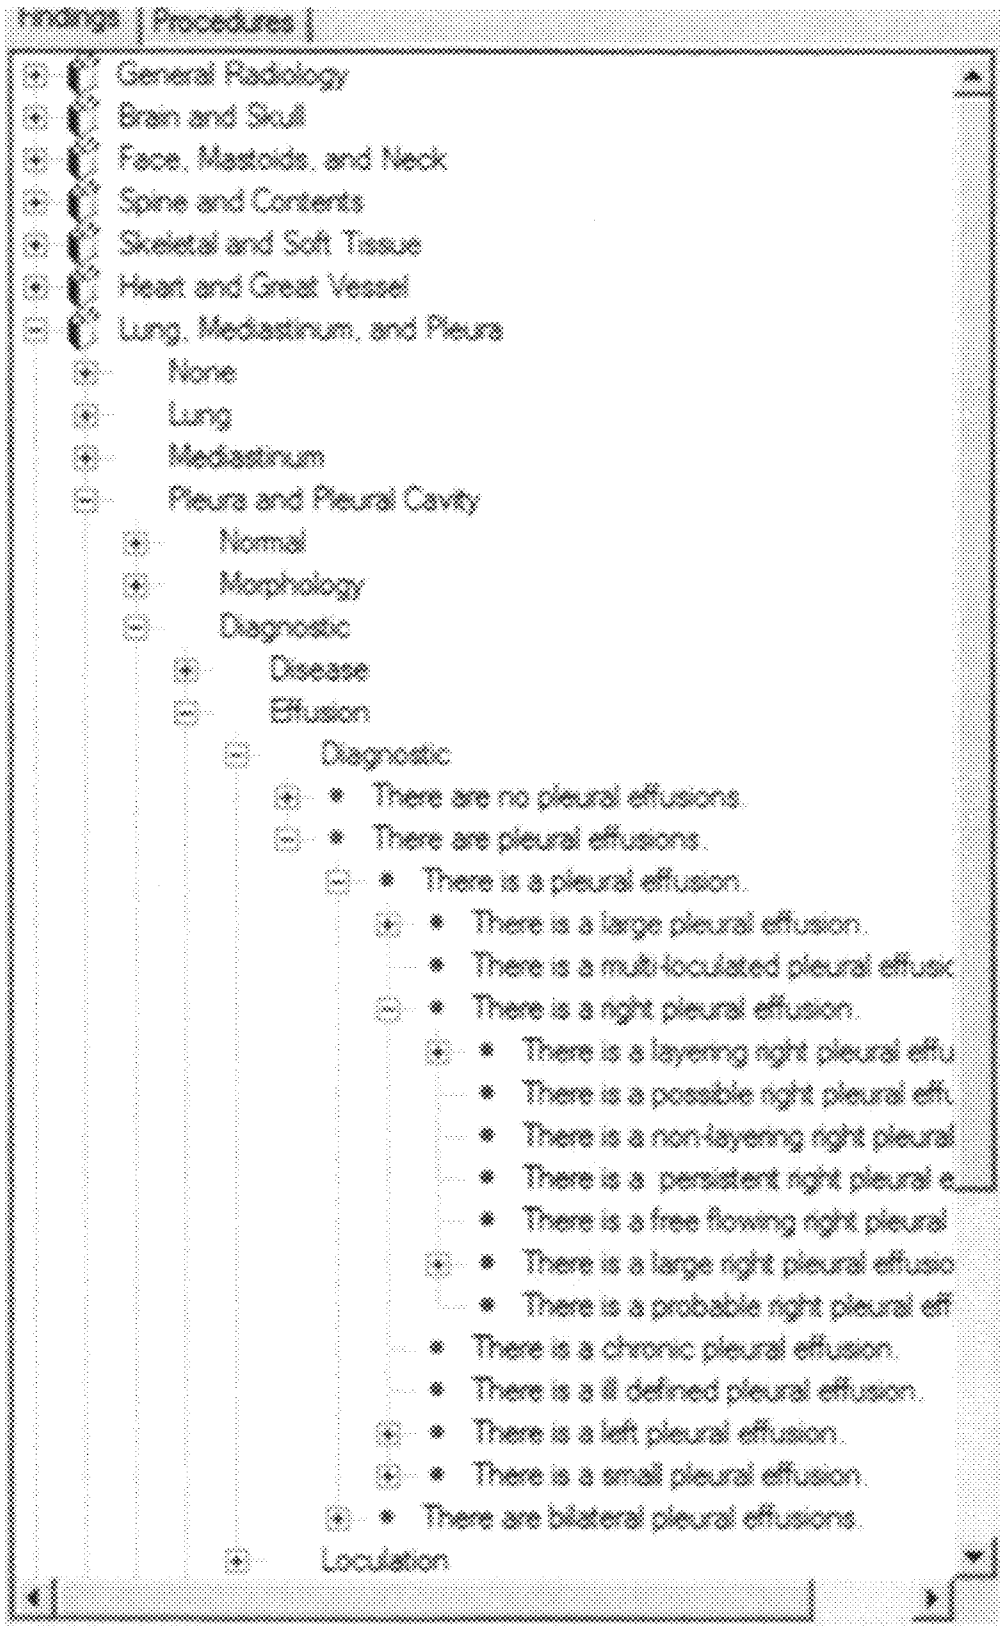 Findings | Procedures |
General Radiology
Brain and Skull
Face, Mastoids, and Neck
Spine and Contents
Skeletal and Soft Tissue
Heart and Great Vessel
Lung, Mediastinum, and Pleura
None
Lung
Mediastinum
Pleura and Pleural Cavity
Normal
Morphology
Diagnostic
Disease
Effusion
Diagnostic
There are no pleural effusions.
There are pleural effusions.
There is a pleural effusion.
There is a large pleural effusion.
There is a multi-loculated pleural effusic
There is a right pleural effusion.
There is a layering right pleural effu
There is a possible right pleural effu
There is a non-layering right pleural
There is a persistent right pleural e
There is a free flowing right pleural
There is a large right pleural effusio
There is a probable right pleural eff
There is a chronic pleural effusion.
There is a ill defined pleural effusion.
There is a left pleural effusion.
There is a small pleural effusion.
There are bilateral pleural effusions.
Loculation